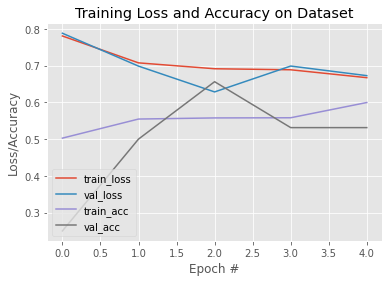 Training Loss and Accuracy on Dataset
Loss/Accuracy
0.8
0.7
0.6
0.5
0.4
0.3
train_loss
val_loss
train_acc
val_acc
0.0 0.5 1.0 1.5 2.0 2.5 3.0 3.5 4.0
Epoch #